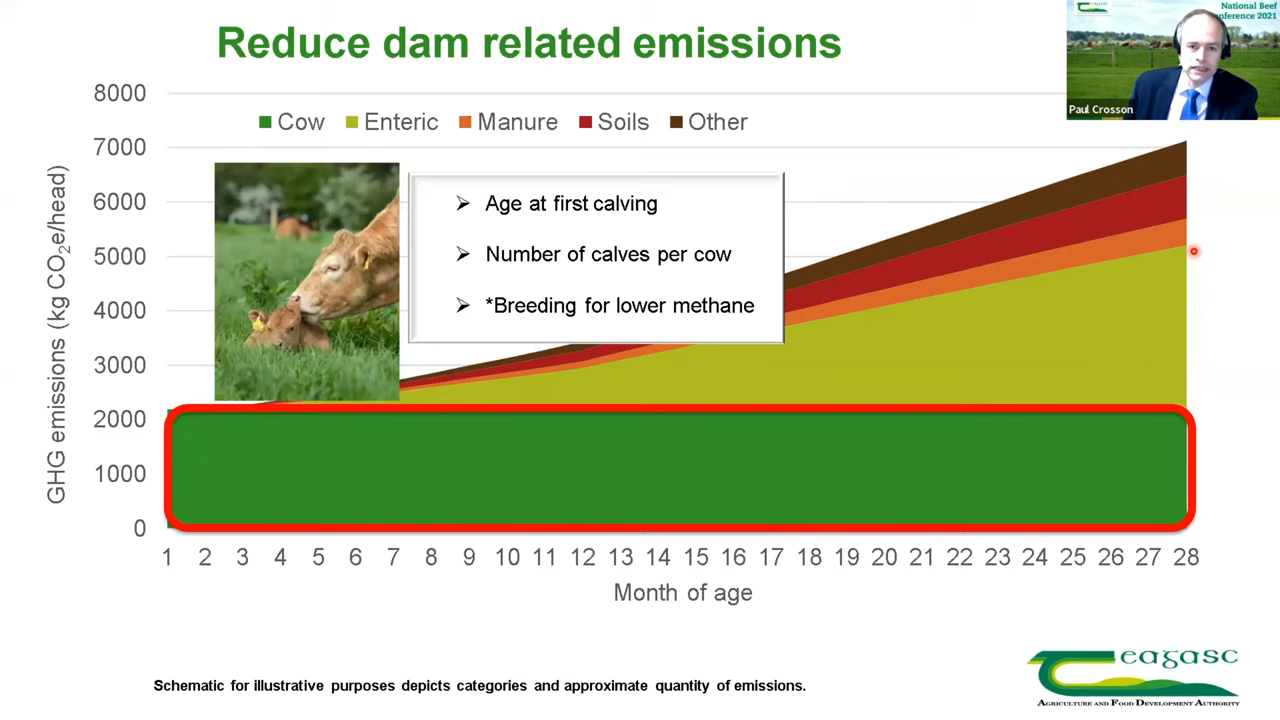 Reduce dam related emissions
National Beef
onference 2021
Paul Crosson
8000
7000
6000
5000
4000
3000
2000
1000
0
GHG emissions (kg CO₂e/head)
Cow Enteric Manure Soils Other
➢ Age at first calving
➢ Number of calves per cow
➢ *Breeding for lower methane
1 2 3 4 5 6 7 8 9 10 11 12 13 14 15 16 17 18 19 20 21 22 23 24 25 26 27 28
Month of age
Schematic for illustrative purposes depicts categories and approximate quantity of emissions.
eagasc
AGRICULTURE AND FOOD DEVELOPMENT AUTHORITY